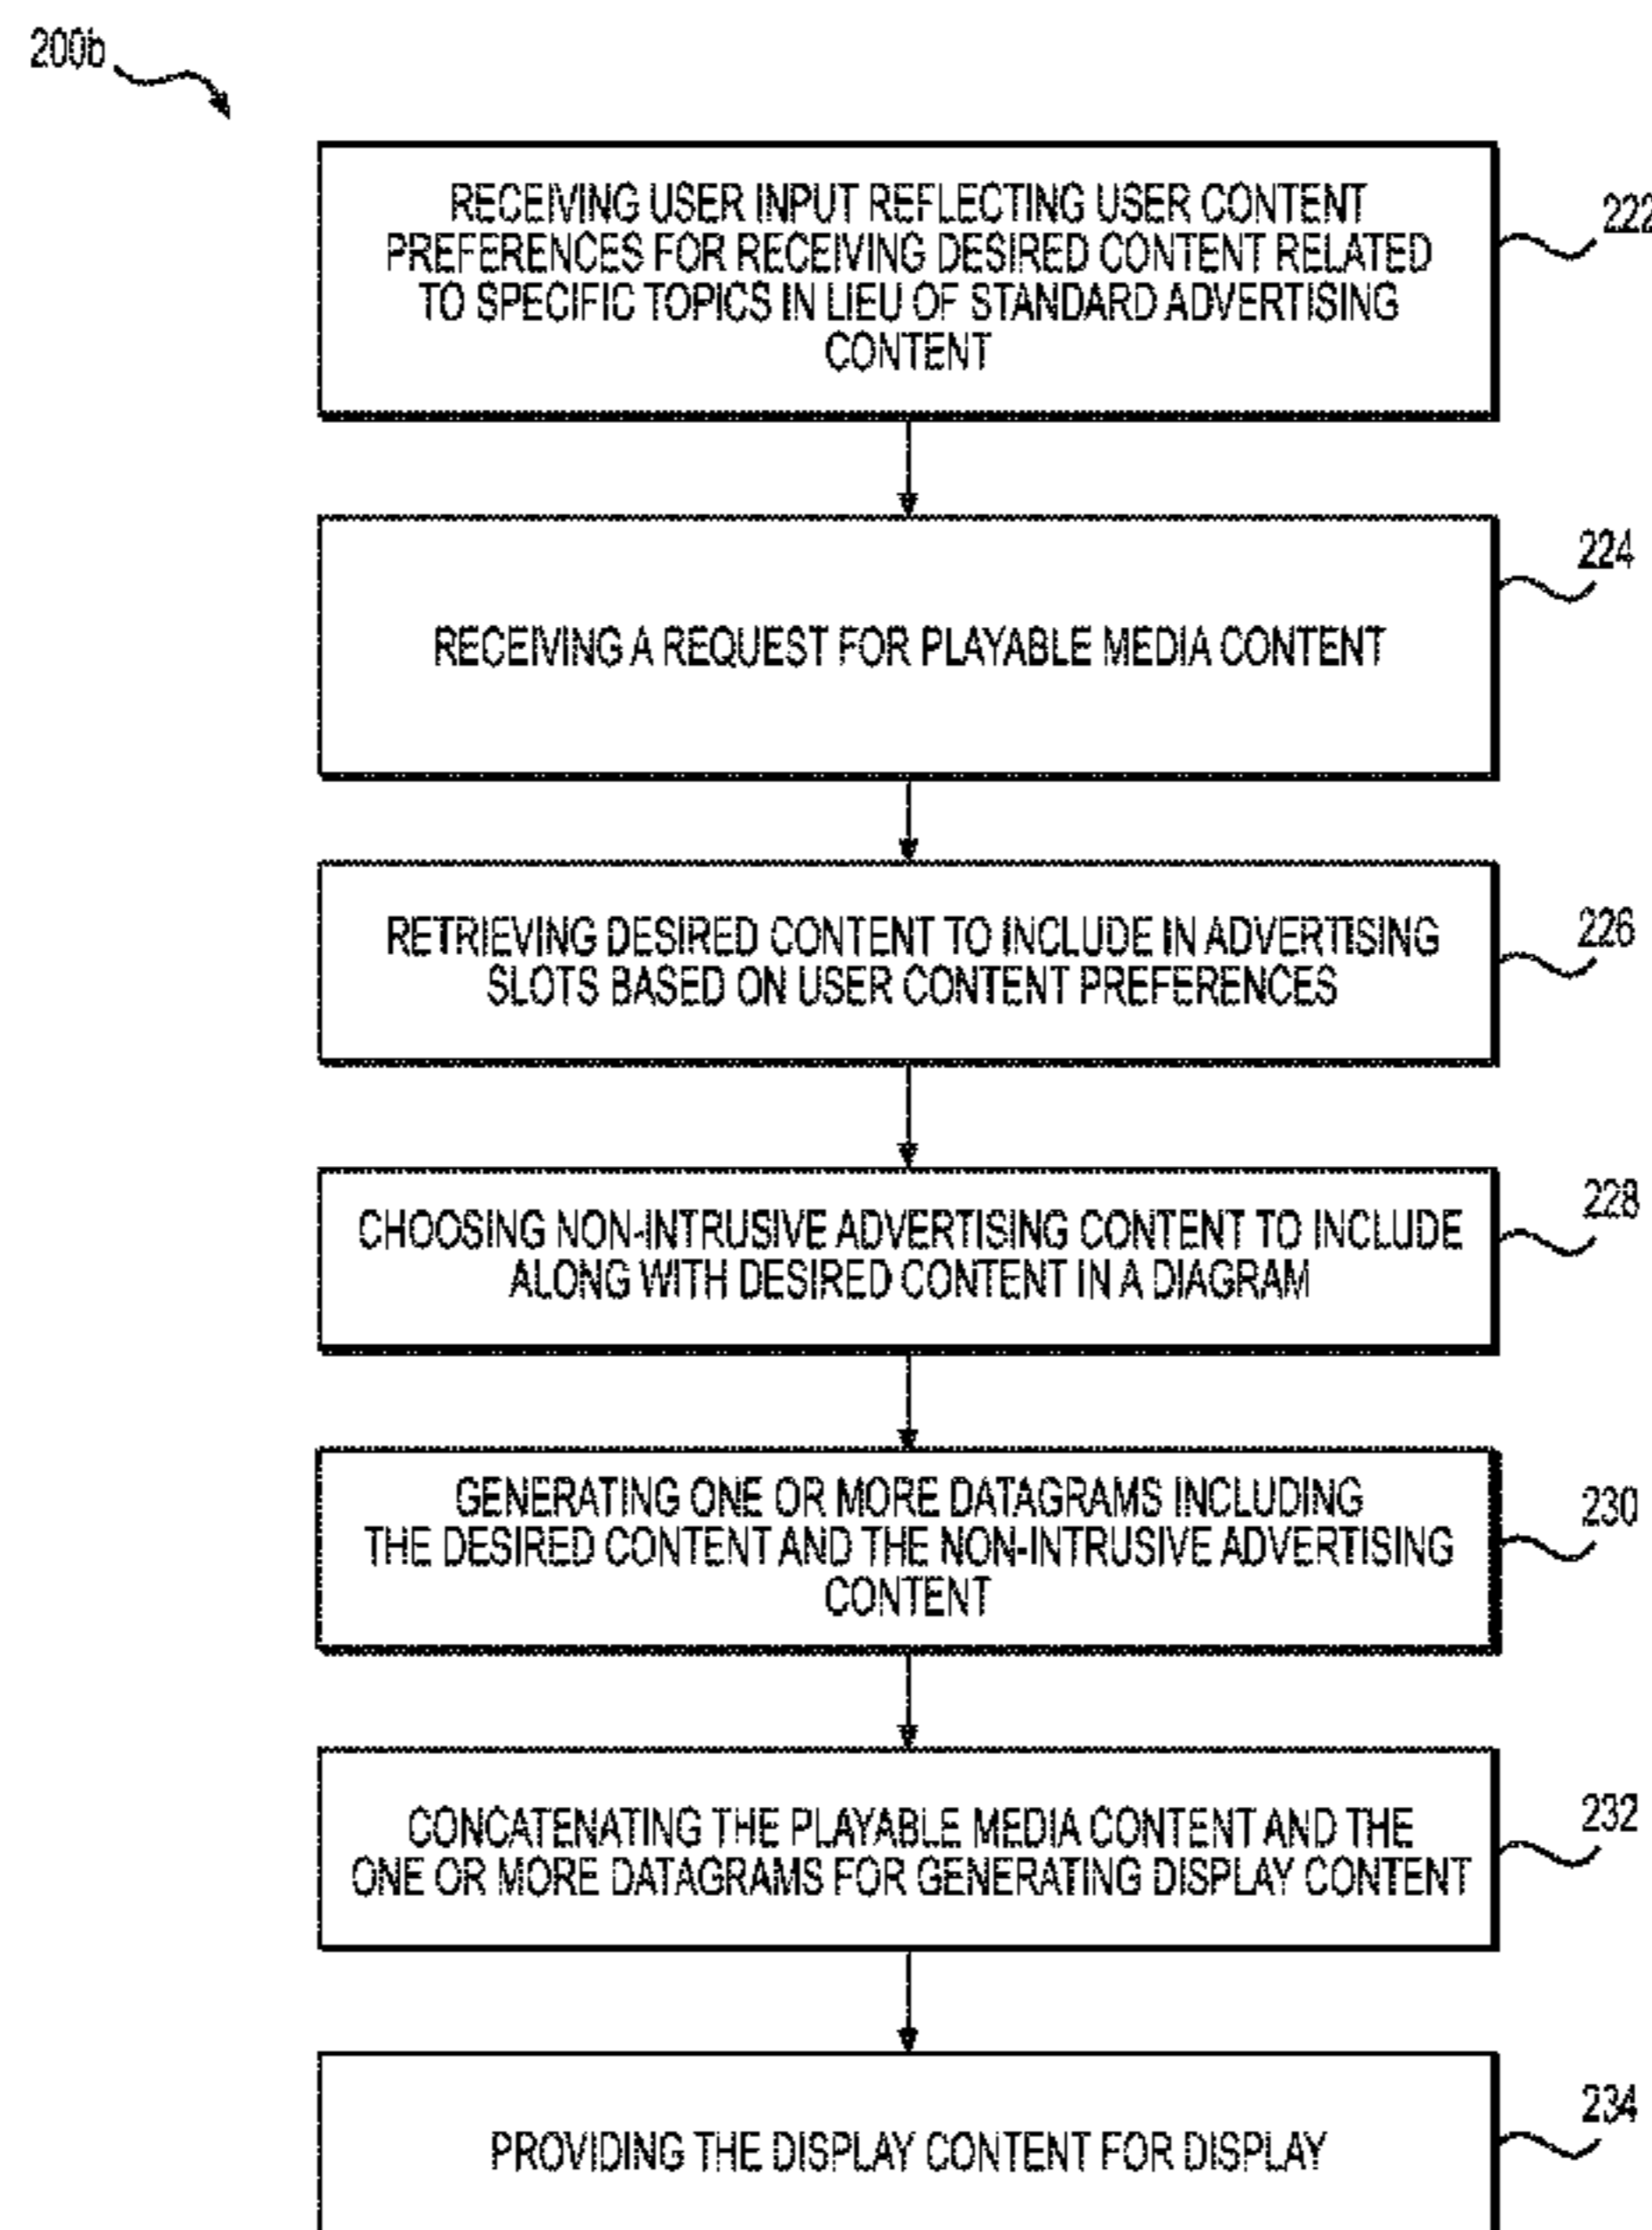 200b
RECEIVING USER INPUT REFLECTING USER CONTENT
PREFERENCES FOR RECEIVING DESIRED CONTENT RELATED
TO SPECIFIC TOPICS IN LIEU OF STANDARD ADVERTISING
CONTENT
222
RECEIVING A REQUEST FOR PLAYABLE MEDIA CONTENT
224
RETRIEVING DESIRED CONTENT TO INCLUDE IN ADVERTISING
SLOTS BASED ON USER CONTENT PREFERENCES
226
CHOOSING NON-INTRUSIVE ADVERTISING CONTENT TO INCLUDE
ALONG WITH DESIRED CONTENT IN A DIAGRAM
228
GENERATING ONE OR MORE DATAGRAMS INCLUDING
THE DESIRED CONTENT AND THE NON-INTRUSIVE ADVERTISING
CONTENT
230
CONCATENATING THE PLAYABLE MEDIA CONTENT AND THE
ONE OR MORE DATAGRAMS FOR GENERATING DISPLAY CONTENT
232
PROVIDING THE DISPLAY CONTENT FOR DISPLAY
234